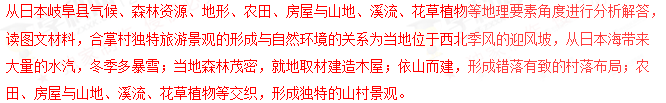 从日本岐阜县气候、森林资源、地形、农田、房屋与山地、溪流、花草植物等地理要素角度进行分析解答，
读图文材料，合掌村独特旅游景观的形成与自然环境的关系为当地位于西北季风的迎风坡，从日本海带来
大量的水汽，冬季多暴雪；当地森林茂密，就地取材建造木屋；依山而建，形成错落有致的村落布局；农
田、房屋与山地、溪流、花草植物等交织，形成独特的山村景观。